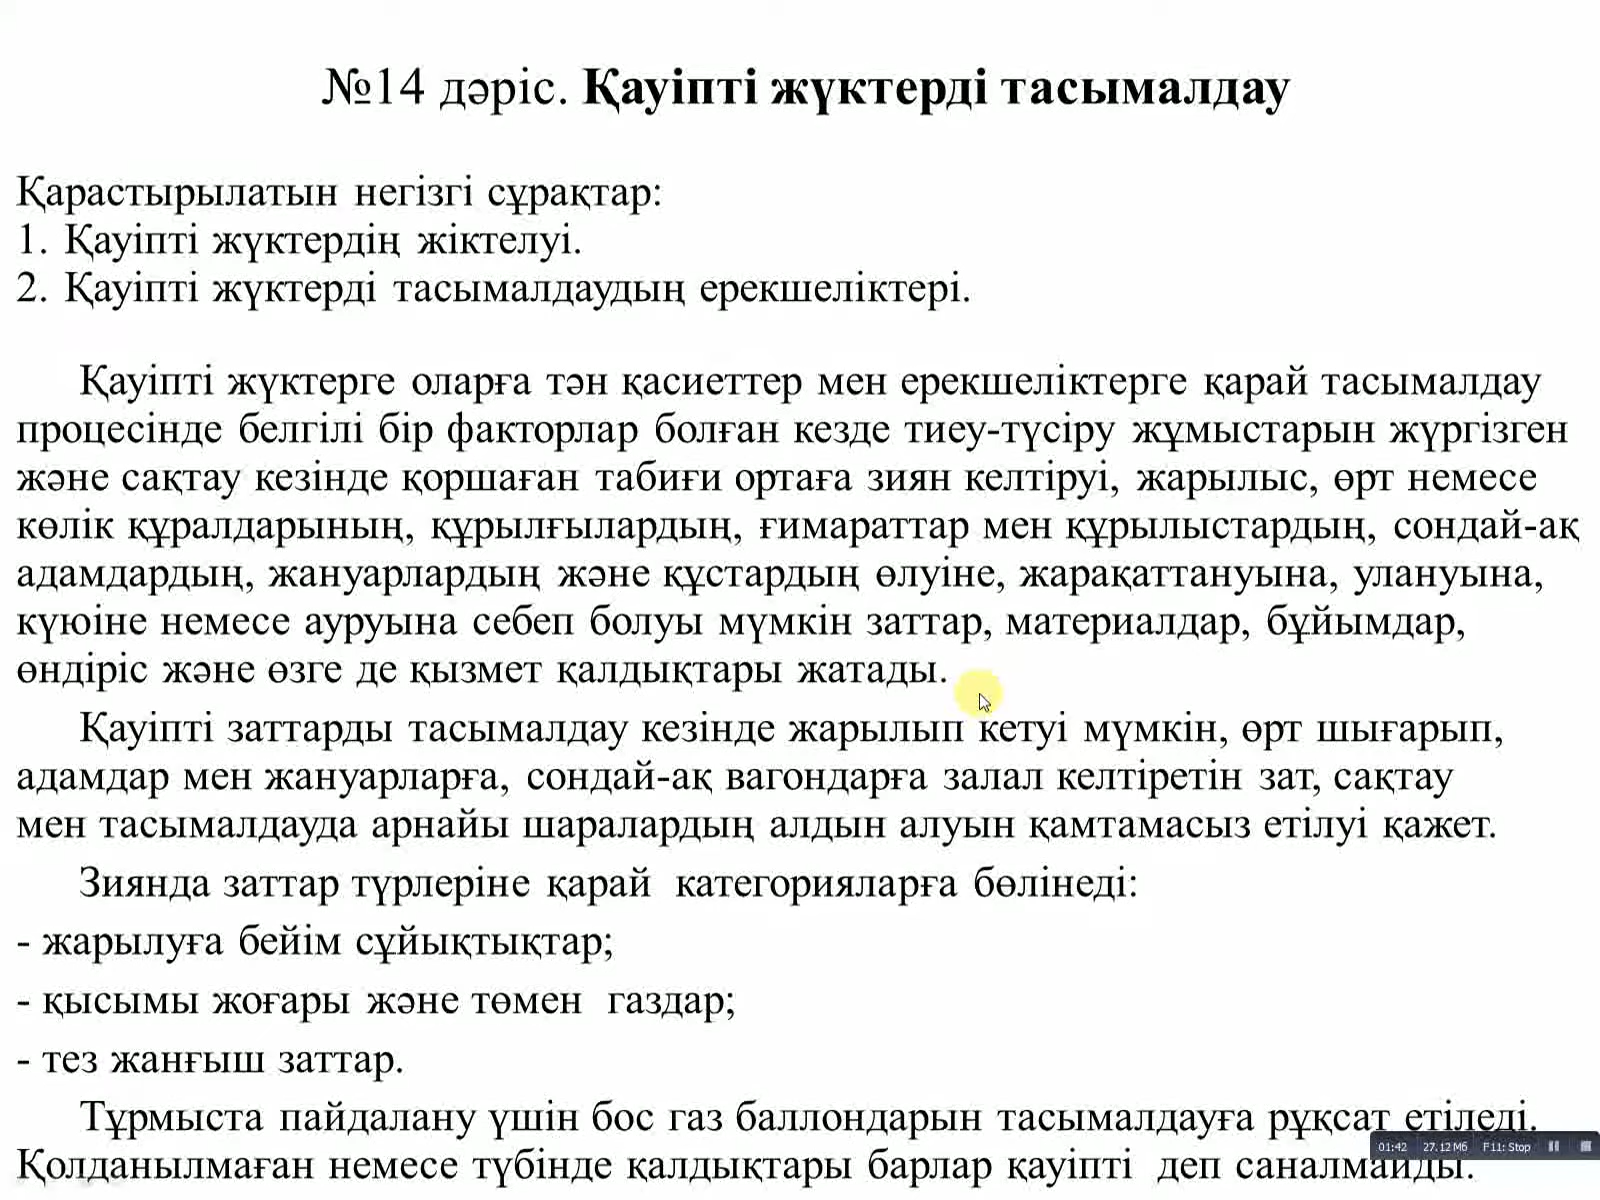 №14 дәріс. Қауіпті жүктерді тасымалдау
Қарастырылатын негізгі сұрақтар:
1. Қауіпті жүктердің жіктелуі.
2. Қауіпті жүктерді тасымалдаудың ерекшеліктері.
Қауіпті жүктерге оларға тән қасиеттер мен ерекшеліктерге қарай тасымалдау
процесінде белгілі бір факторлар болған кезде тиеу-түсіру жұмыстарын жүргізген
және сақтау кезінде қоршаған табиғи ортаға зиян келтіруі, жарылыс, өрт немесе
көлік құралдарының, құрылғылардың, ғимараттар мен құрылыстардың, сондай-ақ
адамдардың, жануарлардың және құстардың өлуіне, жарақаттануына, улануына,
күюіне немесе ауруына себеп болуы мүмкін заттар, материалдар, бұйымдар,
өндіріс және өзге де қызмет қалдықтары жатады.
Қауіпті заттарды тасымалдау кезінде жарылып кетуі мүмкін, өрт шығарып,
адамдар мен жануарларға, сондай-ақ вагондарға залал келтіретін зат, сақтау
мен тасымалдауда арнайы шаралардың алдын алуын қамтамасыз етілуі қажет.
Зиянда заттар түрлеріне қарай категорияларға бөлінеді:
- жарылуға бейім сұйықтықтар;
- қысымы жоғары және төмен газдар;
- тез жанғыш заттар.
Тұрмыста пайдалану үшін бос газ баллондарын тасымалдауға рұқсат етіледі.
Қолданылмаған немесе түбінде қалдықтары барлар қауіпті деп саналмайды.
01:42 27.12 Мб F11: Stop